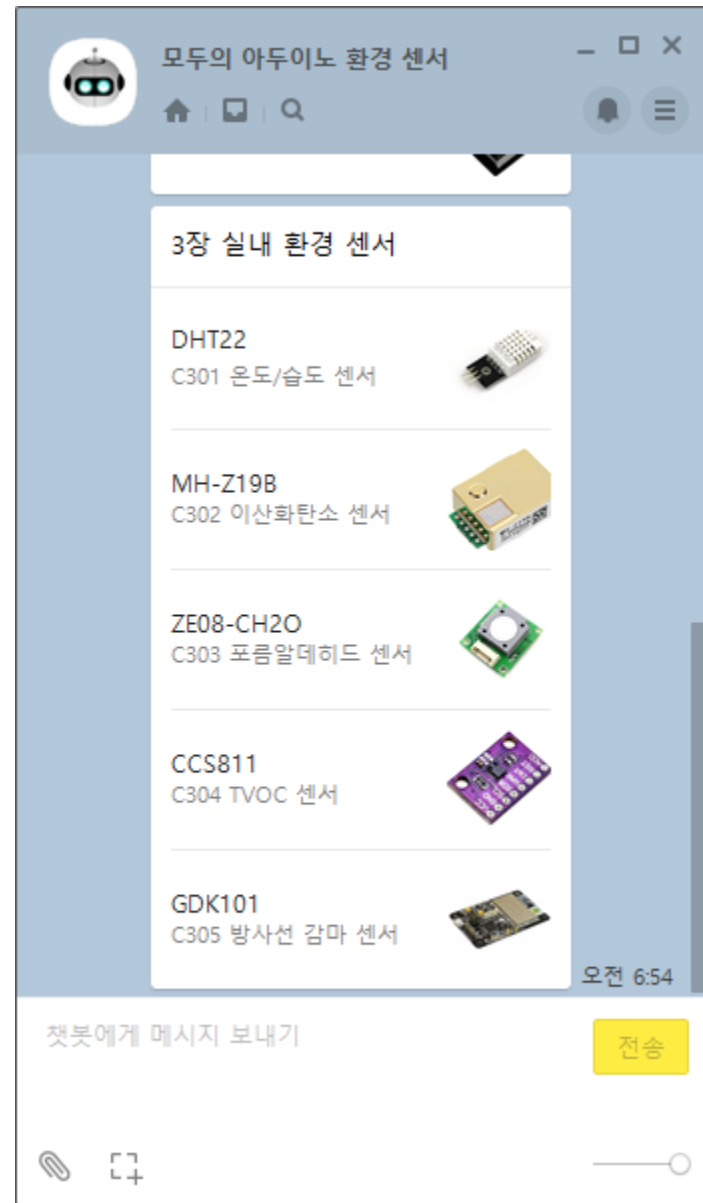 모두의 아두이노 환경 센서
3장 실내 환경 센서
DHT22
C301 온도/습도 센서
MH-Z19B
C302 이산화탄소 센서
ZE08-CH2O
C303 포름알데히드 센서
CCS811
C304 TVOC 센서
GDK101
C305 방사선 감마 센서
오전 6:54
챗봇에게 메시지 보내기
전송